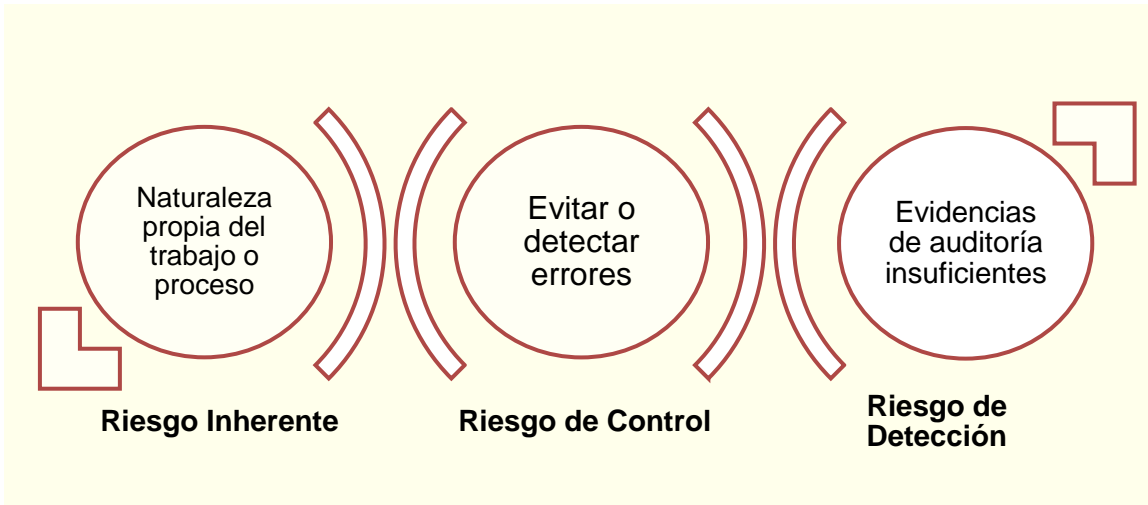 Naturaleza
propia del
trabajo o
proceso
Evitar o
detectar
errores
Evidencias
de auditoría
insuficientes
Riesgo Inherente
Riesgo de Control
Riesgo de
Detección